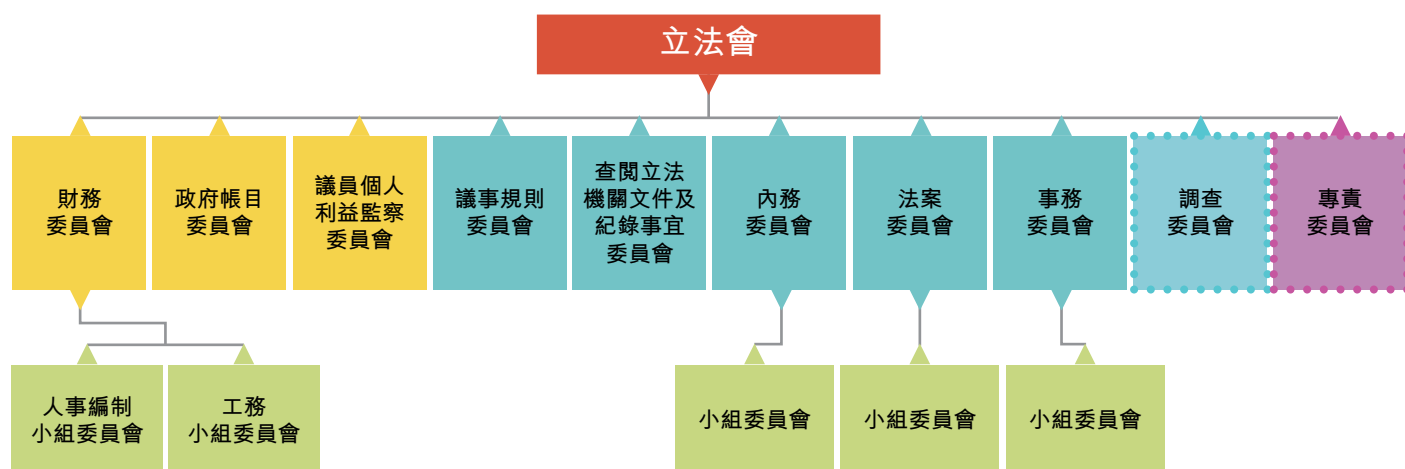 立法會
財務
委員會
政府帳目
委員會
議員個人
利益監察
委員會
議事規則
委員會
查閱立法
機關文件及
紀錄事宜
委員會
內務
委員會
法案
委員會
事務
委員會
調查
委員會
專責
委員會
人事編制
小組委員會
工務
小組委員會
小組委員會
小組委員會
小組委員會